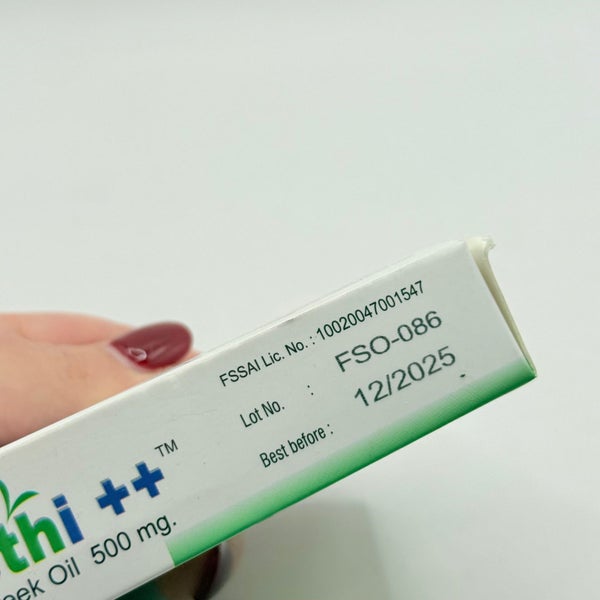 FSSAI Lic. No. : 10020047001547
Lot No. : FSO-086
Best before : 12/2025
thi ++™
eek Oil 500 mg.